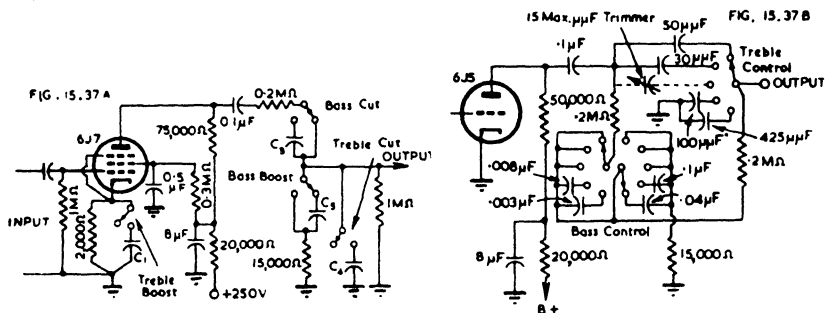 FIG. 15.37A
6J7
INPUT
1MΩ
2,000Ω
C₁
Treble
Boost
0.5
μF
0.3MΩ
8μF
75,000Ω
20,000Ω
+250V
0.1μF
0.2MΩ
Bass Cut
C₃
Bass Boost
C₅
15,000Ω
Treble Cut
OUTPUT
C₄
1MΩ
FIG. 15.37B
15 Max.μμF Trimmer
50μμF
30μμF
.1μF
Treble
Control
OUTPUT
6J5
50,000Ω
.2MΩ
100μμF
425μμF
.2MΩ
.008μF
.003μF
.1μF
.04μF
Bass Control
8μF
20,000Ω
15,000Ω
B+